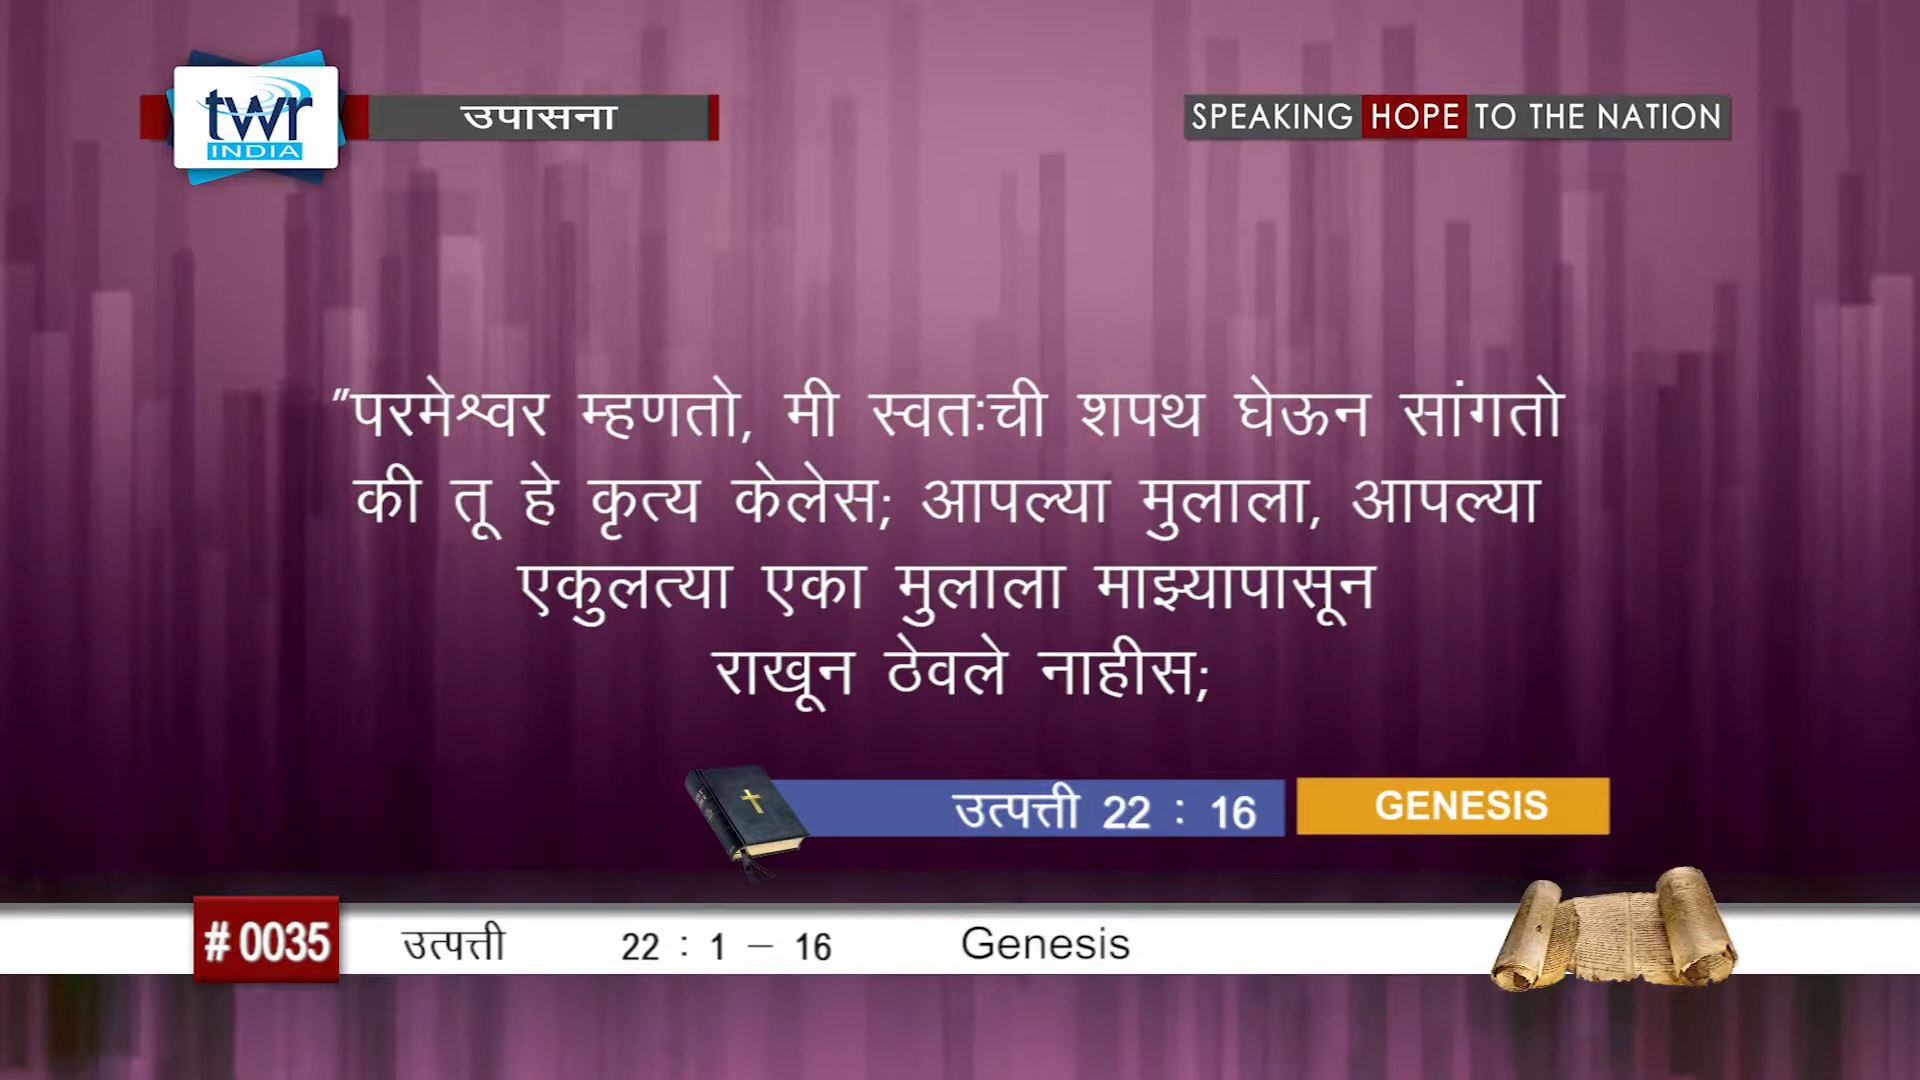 twr
INDIA
उपासना
SPEAKING HOPE TO THE NATION
"परमेश्वर म्हणतो, मी स्वतःची शपथ घेऊन सांगतो
की तू हे कृत्य केलेस; आपल्या मुलाला, आपल्या
एकुलत्या एका मुलाला माझ्यापासून
राखून ठेवले नाहीस;
उत्पत्ती 22 : 16
GENESIS
# 0035
उत्पत्ती 22 : 1 – 16 Genesis